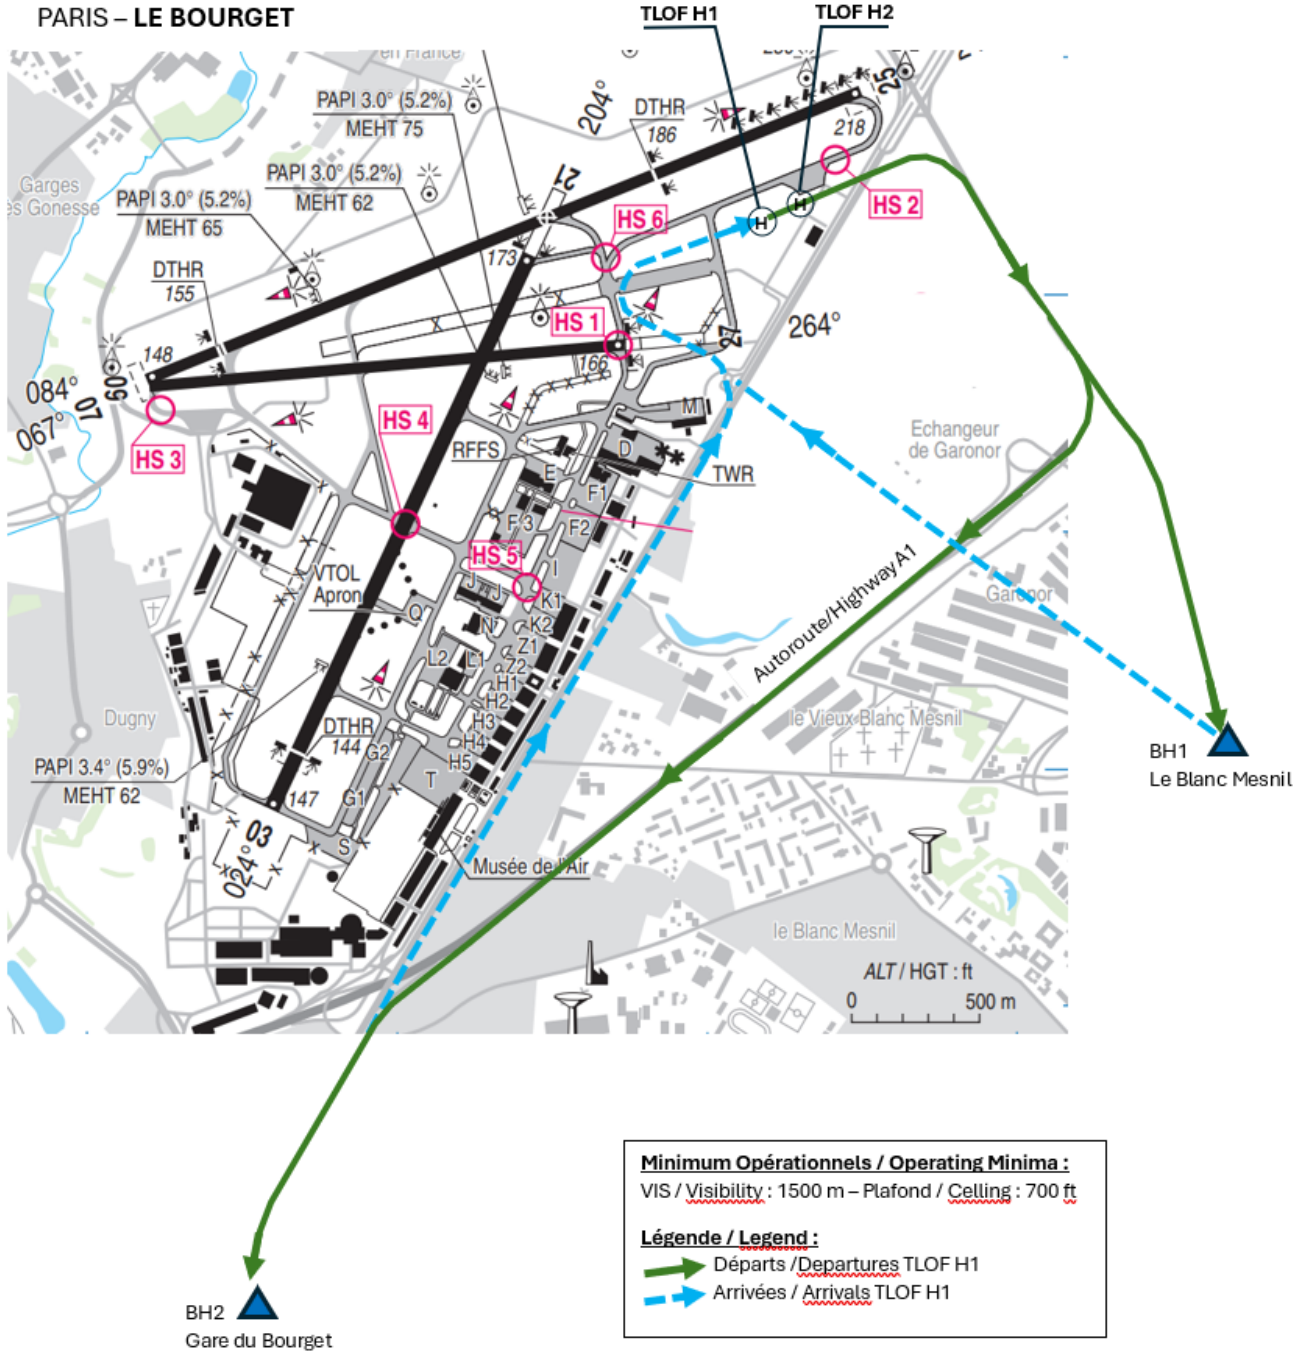 PARIS – LE BOURGET
TLOF H1
TLOF H2
en France
PAPI 3.0° (5.2%)
MEHT 75
204°
DTHR
186
25
218
PAPI 3.0° (5.2%)
MEHT 62
21
Garges
ès Gonesse
PAPI 3.0° (5.2%)
MEHT 65
HS 6
HS 2
H
H
173
DTHR
155
HS 1
27
264°
X
148
166
084°
09
07
067°
HS 3
HS 4
M
RFFS
D
TWR
E
F1
Echangeur
de Garonor
F 3
F2
HS 5
I
VTOL
Apron
J
J
K1
Q
N
K2
Garonor
Autoroute/Highway A1
L2
L1
Z1
Z2
H1
H2
H3
H4
H5
Dugny
DTHR
144
G2
le Vieux Blanc Mesnil
BH1
Le Blanc Mesnil
PAPI 3.4° (5.9%)
MEHT 62
T
147
G1
03
024°
S
Musée de l'Air
le Blanc Mesnil
ALT / HGT : ft
0 500 m
Minimum Opérationnels / Operating Minima :
VIS / Visibility : 1500 m – Plafond / Celling : 700 ft
Légende / Legend :
Départs /Departures TLOF H1
Arrivées / Arrivals TLOF H1
BH2
Gare du Bourget